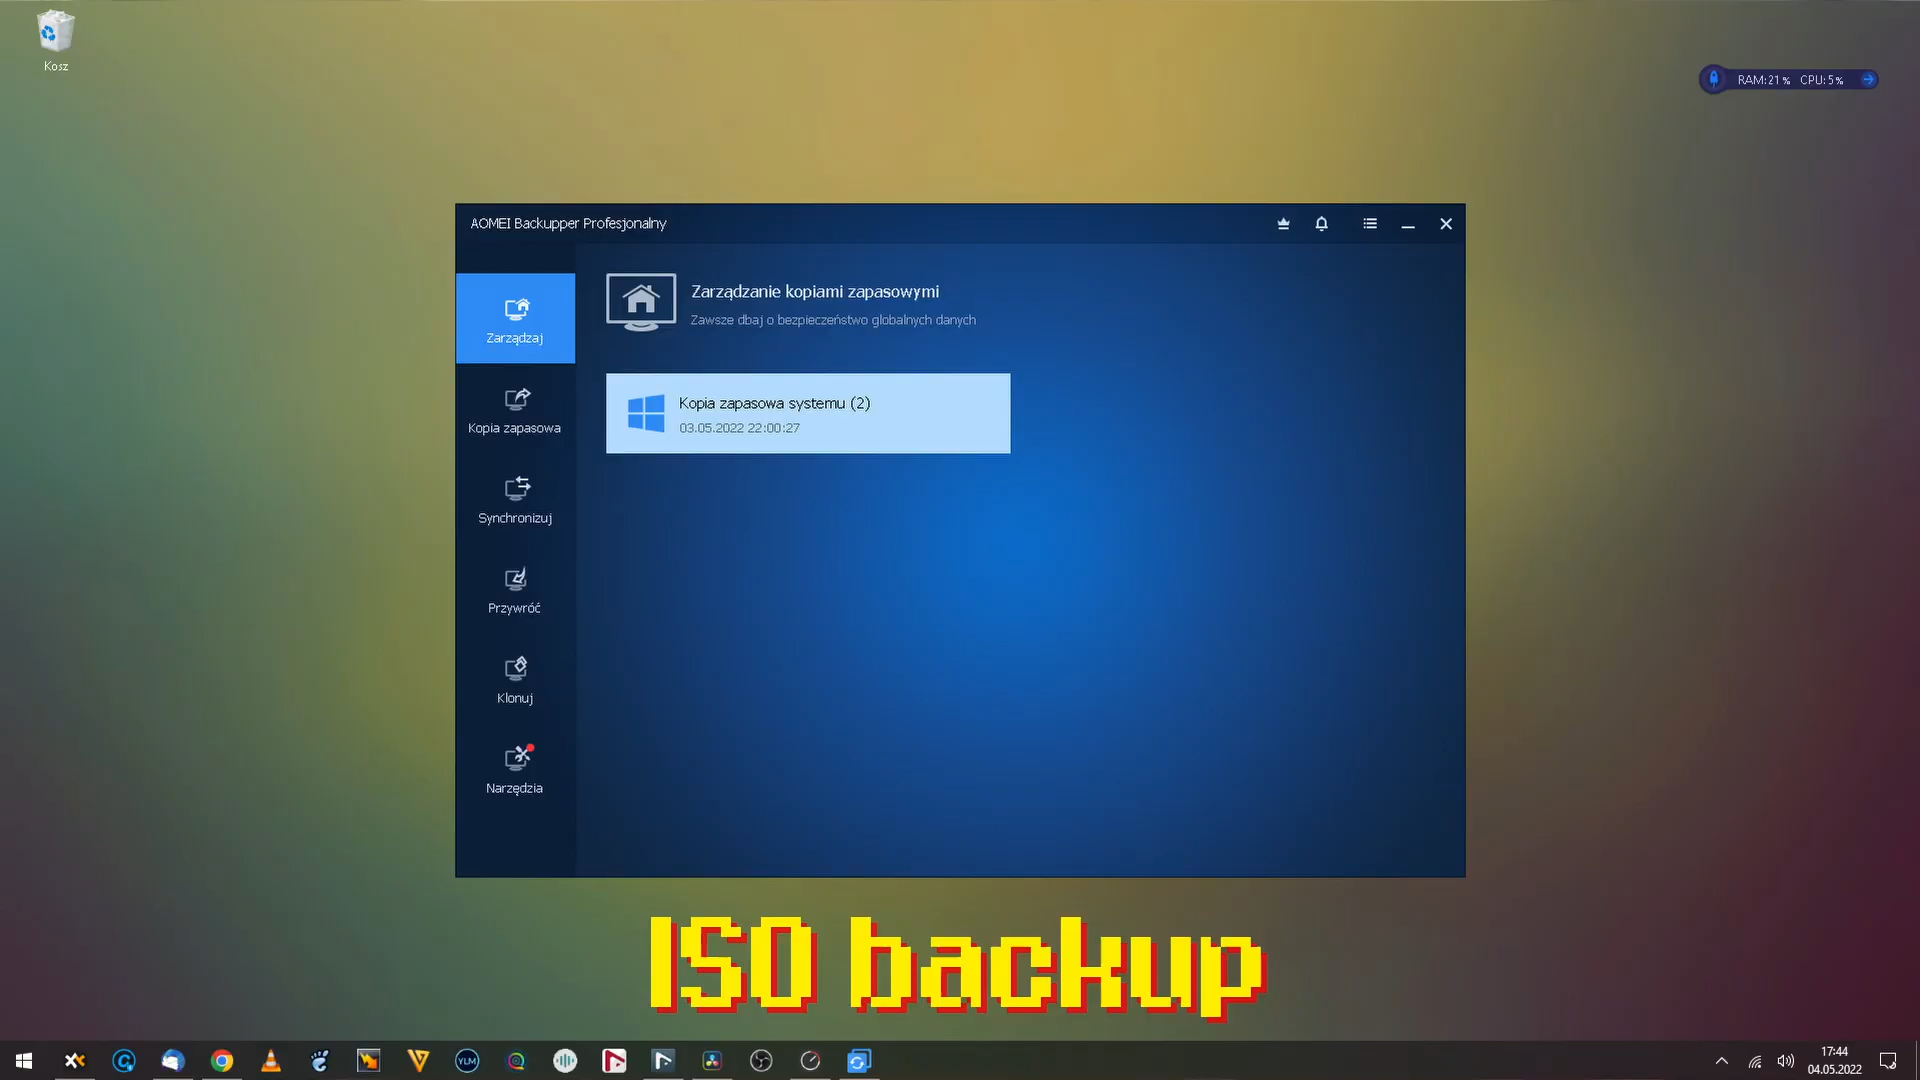 Kosz
RAM:21% CPU:5%
AOMEI Backupper Profesjonalny
Zarządzaj
Kopia zapasowa
Synchronizuj
Przywróć
Klonuj
Narzędzia
Zarządzanie kopiami zapasowymi
Zawsze dbaj o bezpieczeństwo globalnych danych
Kopia zapasowa systemu (2)
03.05.2022 22:00:27
ISO backup
YLM
17:44
04.05.2022